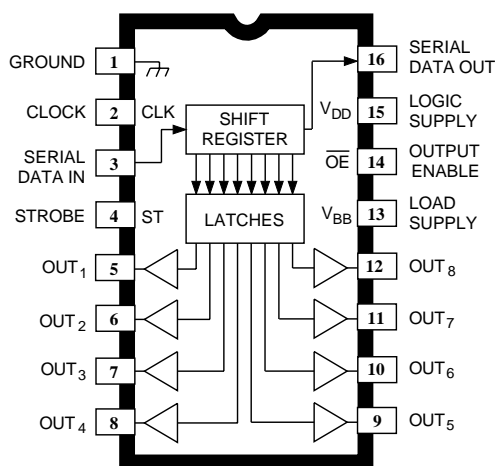 GROUND 1
CLOCK 2 CLK
SERIAL DATA IN 3
STROBE 4 ST
OUT1 5
OUT2 6
OUT3 7
OUT4 8
SHIFT
REGISTER
LATCHES
16 SERIAL DATA OUT
VDD 15 LOGIC SUPPLY
OE 14 OUTPUT ENABLE
VBB 13 LOAD SUPPLY
12 OUT8
11 OUT7
10 OUT6
9 OUT5